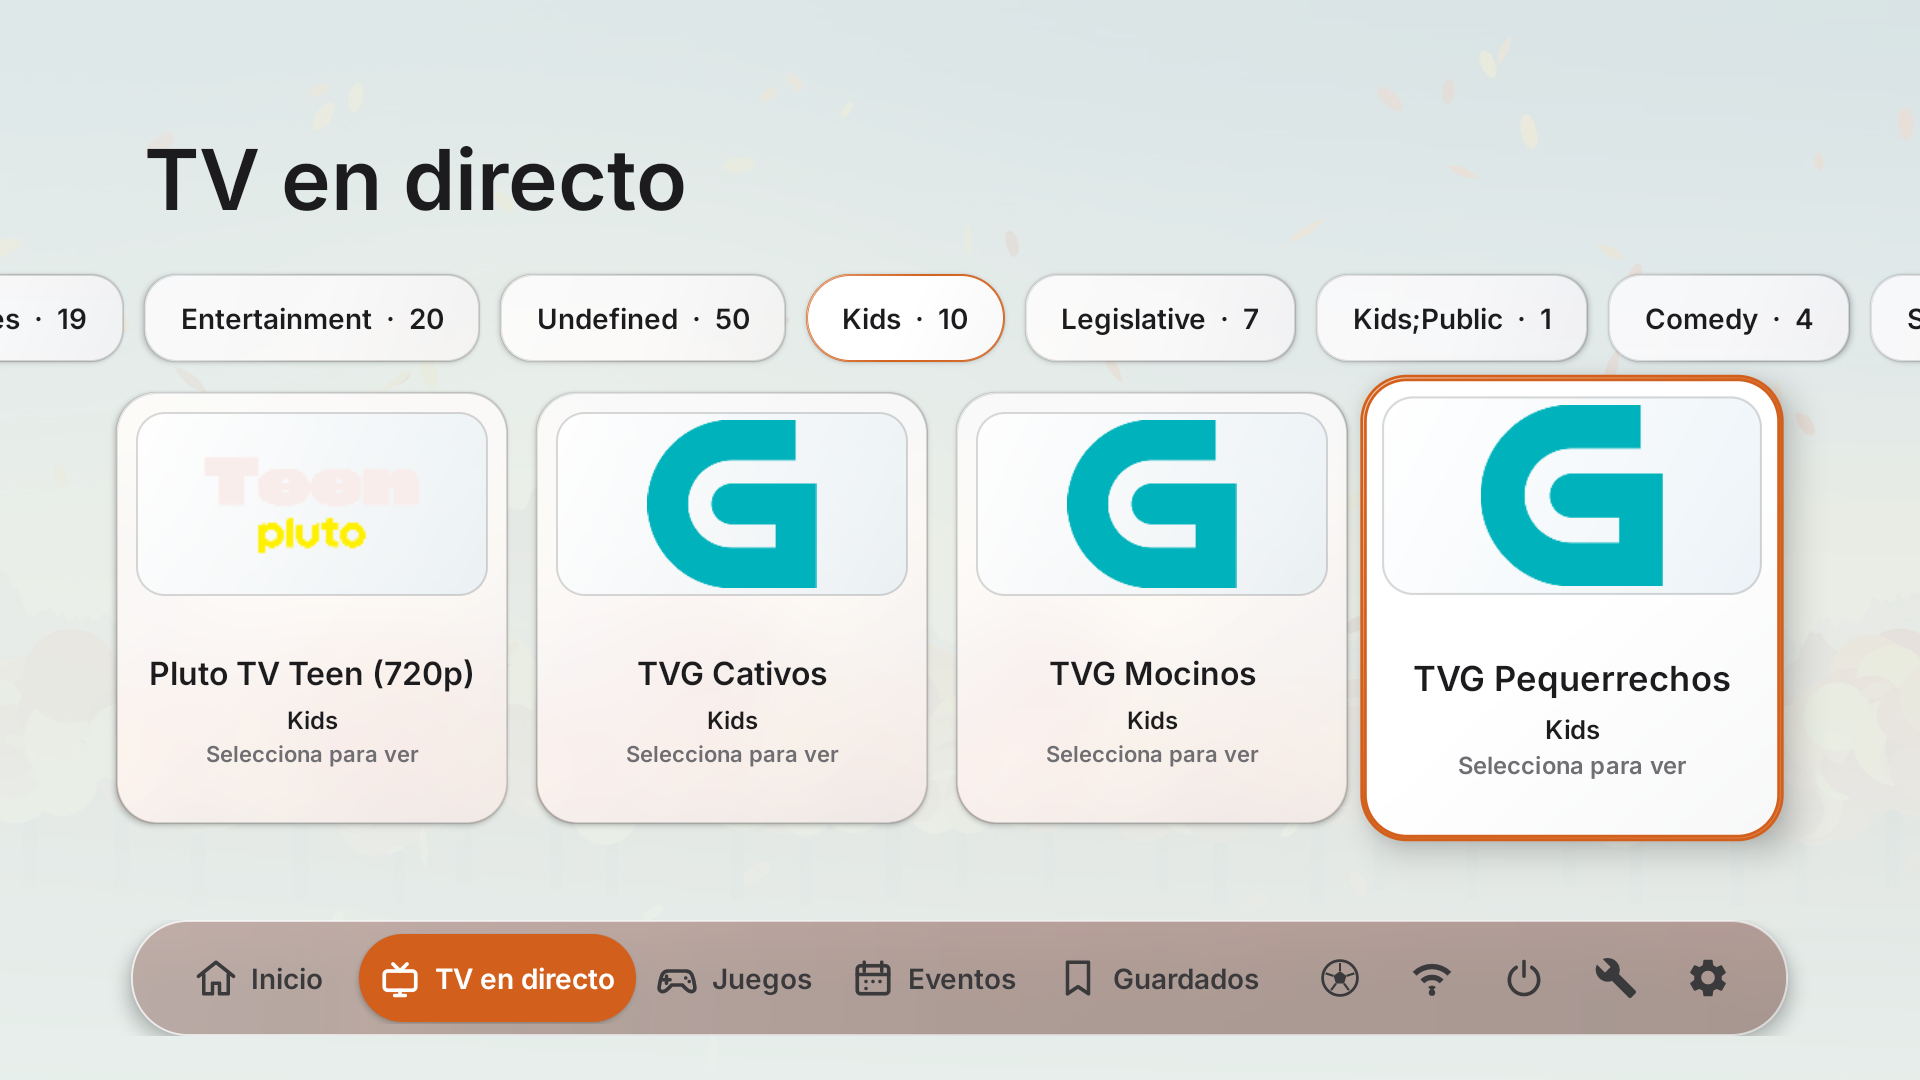 TV en directo
es · 19
Entertainment · 20
Undefined · 50
Kids · 10
Legislative · 7
Kids;Public · 1
Comedy · 4
S
Teen
pluto
Pluto TV Teen (720p)
Kids
Selecciona para ver
TVG Cativos
Kids
Selecciona para ver
TVG Mocinos
Kids
Selecciona para ver
TVG Pequerrechos
Kids
Selecciona para ver
Inicio
TV en directo
Juegos
Eventos
Guardados